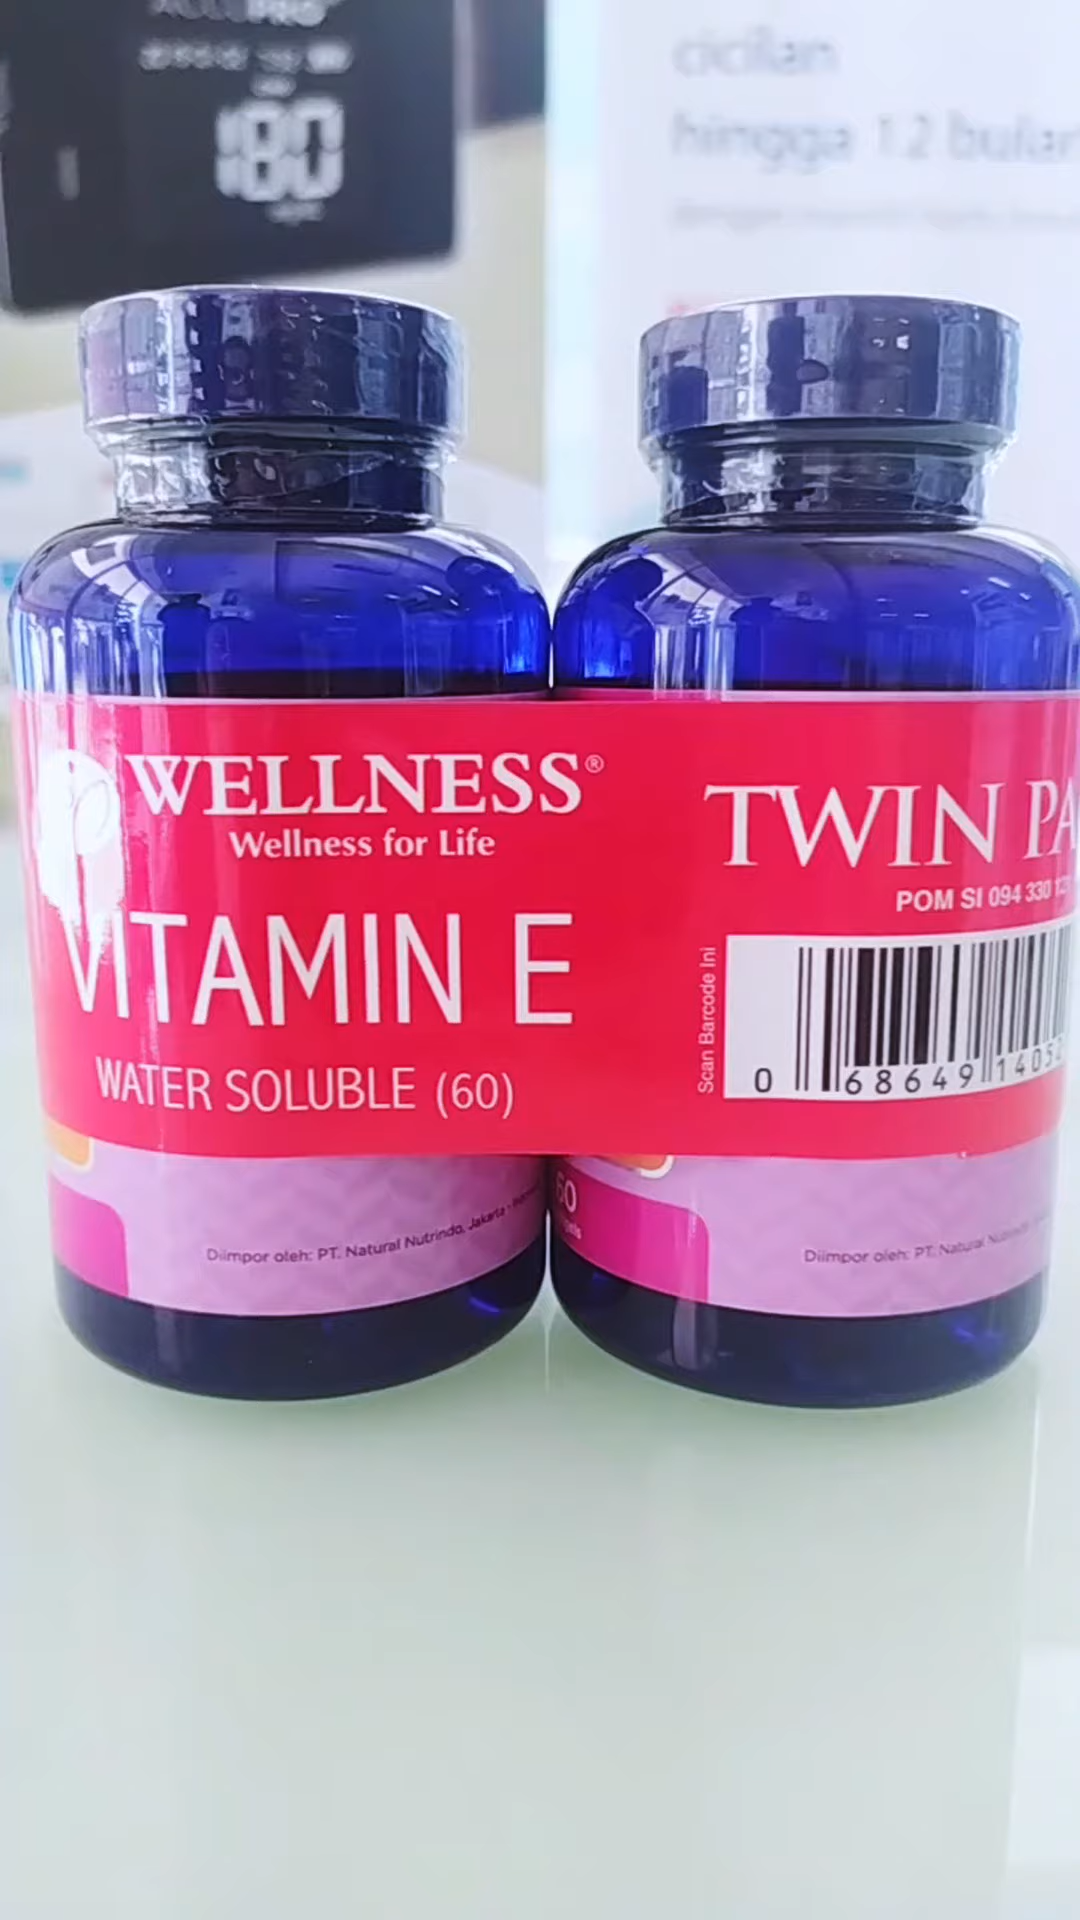 180
cicilan
hingga 12 bulan
WELLNESS®
Wellness for Life
VITAMIN E
WATER SOLUBLE (60)
TWIN PA
POM SI 094 330
Scan Barcode Ini
0 68649 1405
60
Diimpor oleh: PT. Natural Nutrindo, Jakarta -
Diimpor oleh: PT. Natural